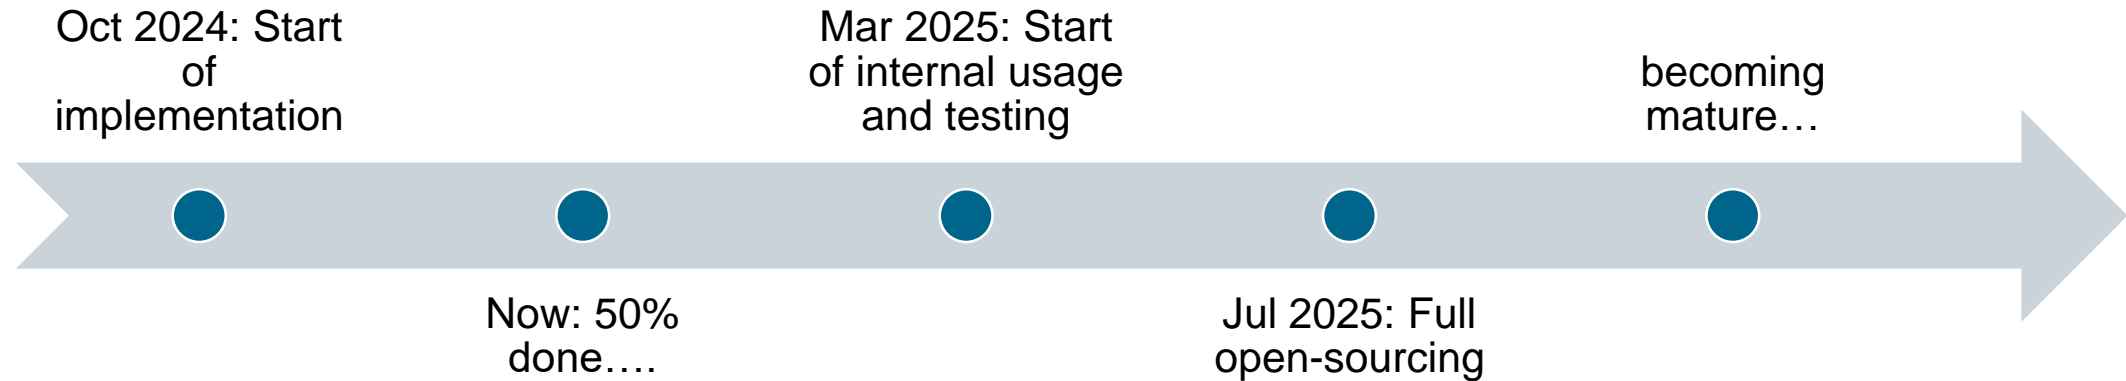 Oct 2024: Start
of
implementation
Now: 50%
done….
Mar 2025: Start
of internal usage
and testing
Jul 2025: Full
open-sourcing
becoming
mature…